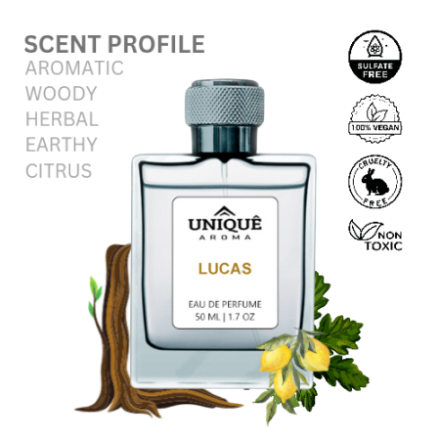 SCENT PROFILE
AROMATIC
WOODY
HERBAL
EARTHY
CITRUS
SULFATE
FREE
100% VEGAN
CRUELTY
FREE
NON
TOXIC
UNIQUÊ
AROMA
LUCAS
EAU DE PERFUME
50 ML | 1.7 OZ